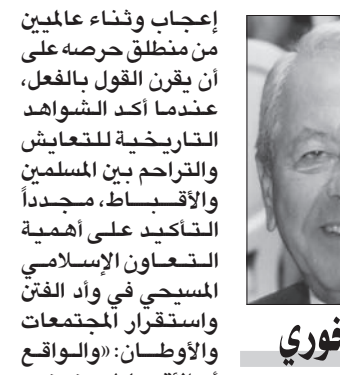 إعجاب وثناء عالميين
من منطلق حرصه على
أن يقرن القول بالفعل،
عندما أكد الشواهد
التاريخية للتعايش
والتراحم بين المسلمين
والأقباط، مجدداً
التأكيد على أهمية
التعاون الإسلامي
المسيحي في وأد الفتن
واستقرار المجتمعات
والأوطان: «والواقع
فوري